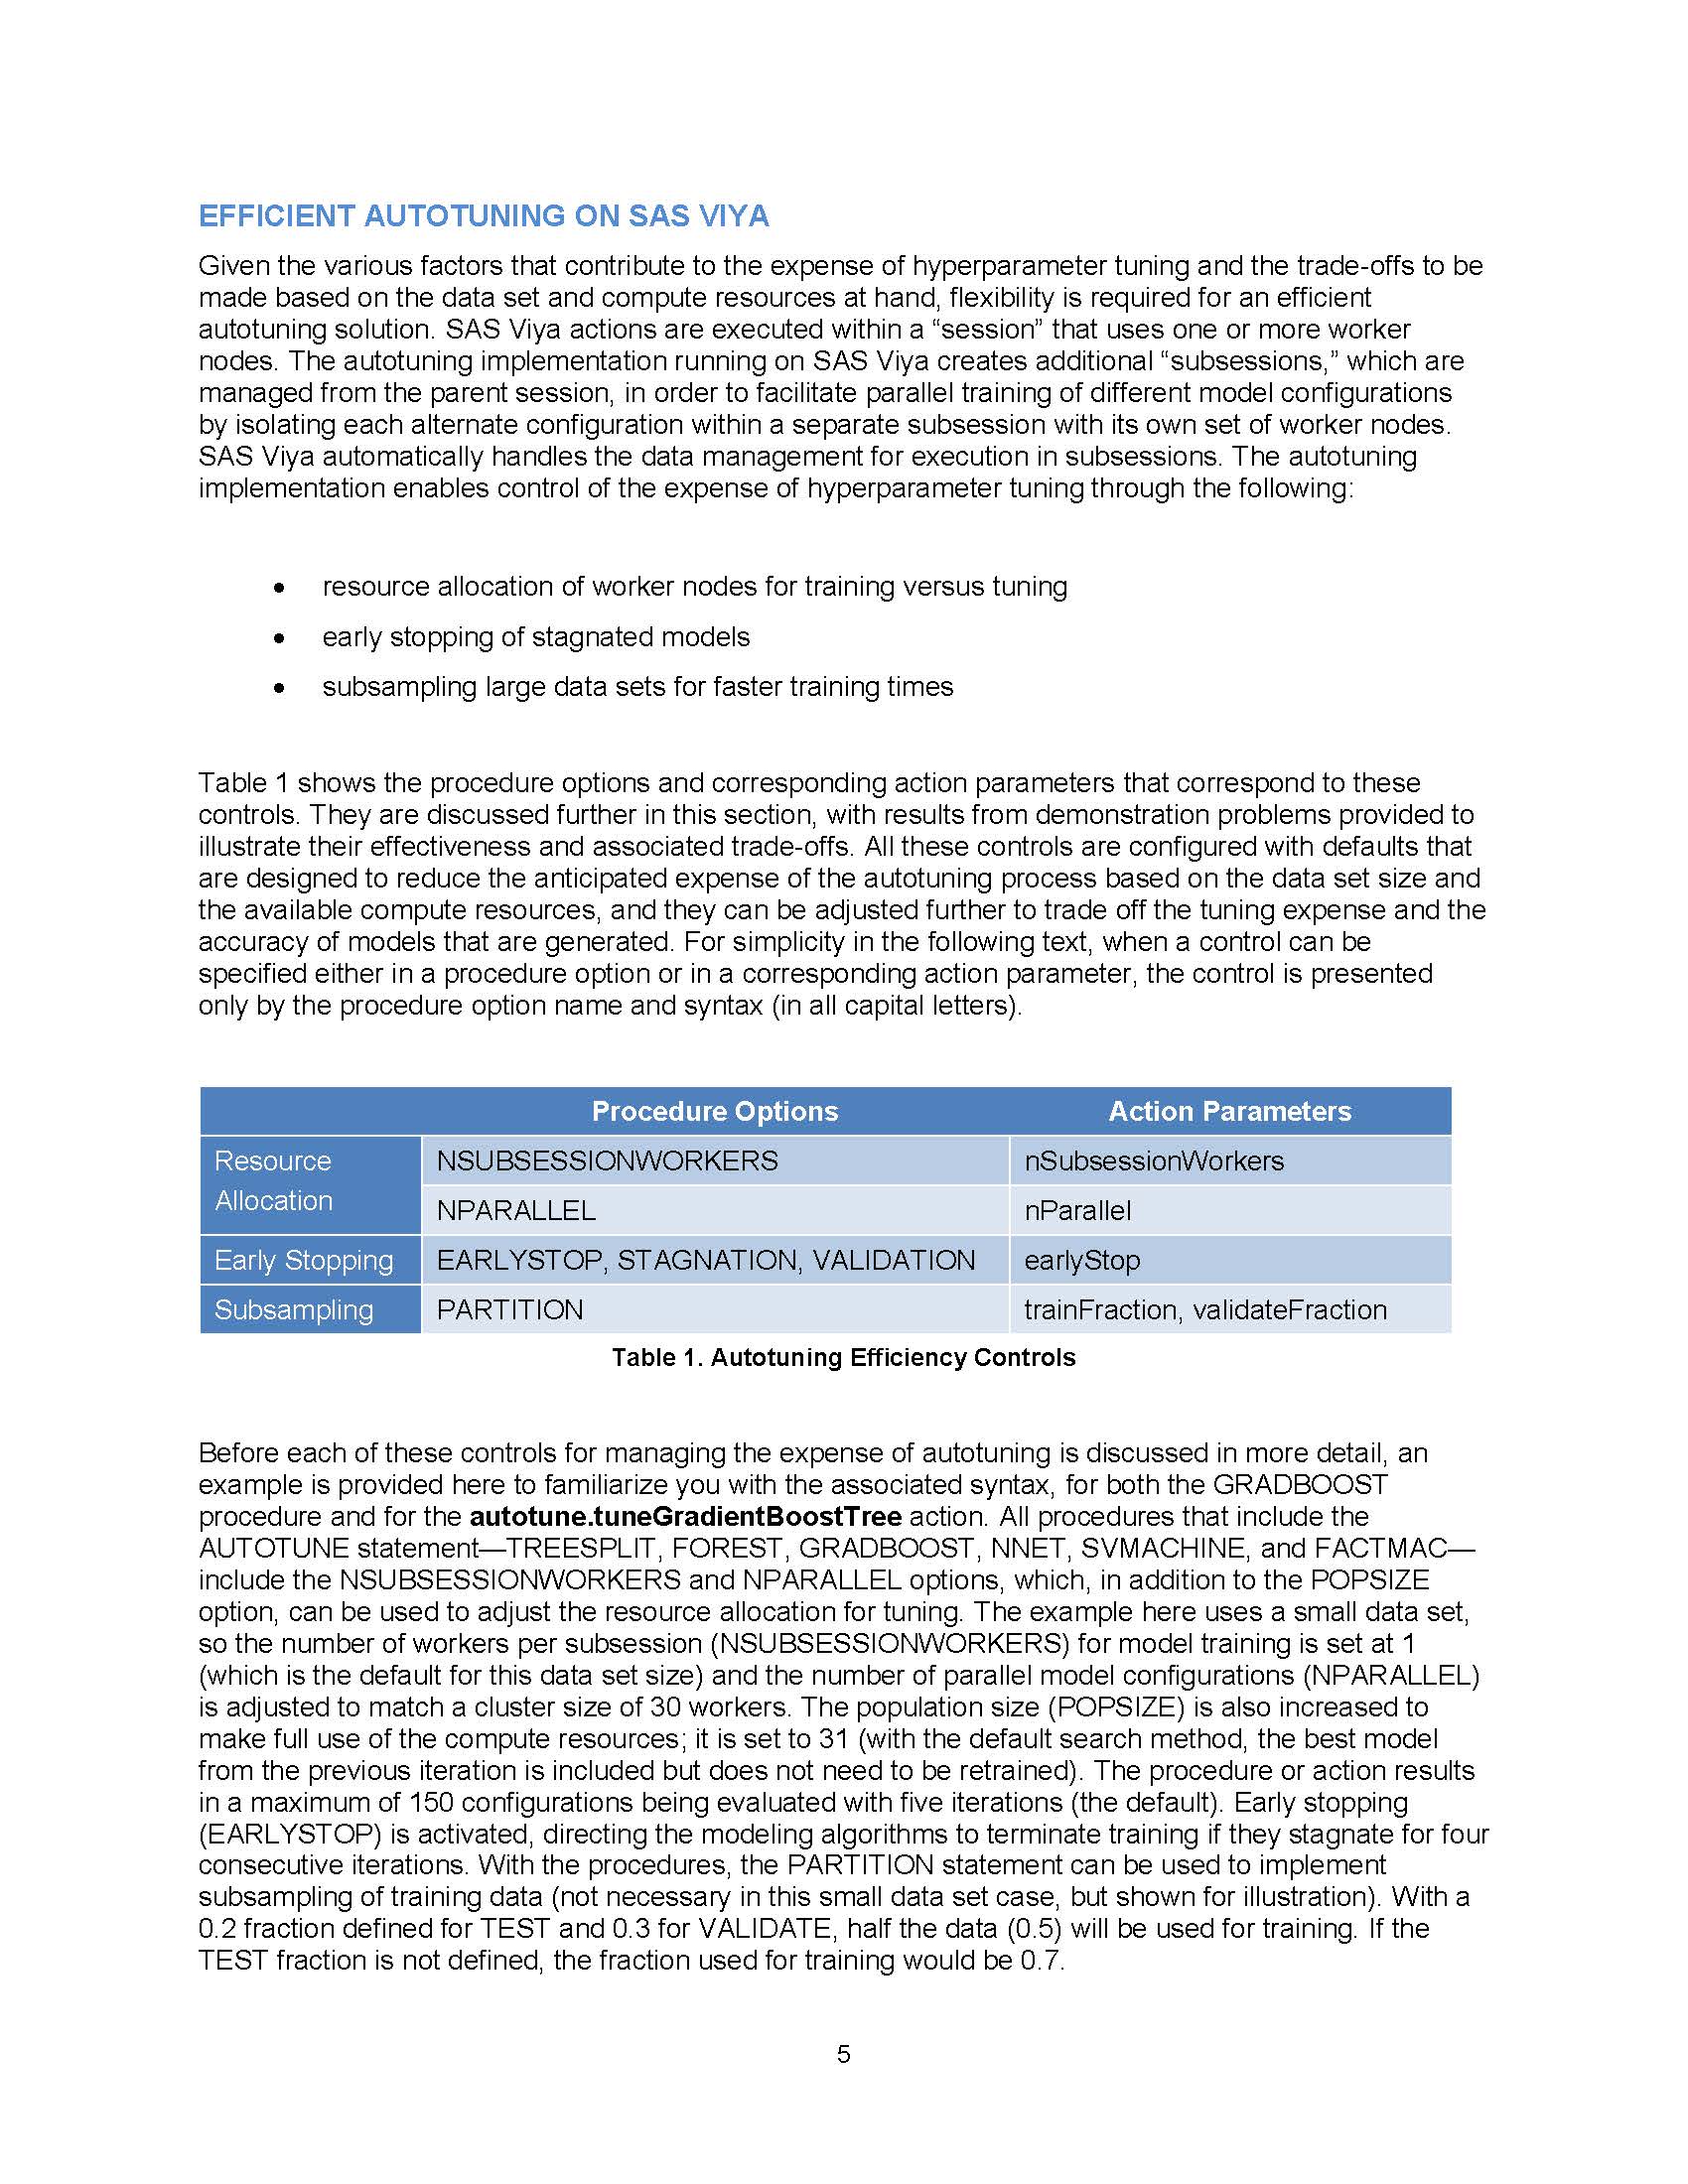 EFFICIENT AUTOTUNING ON SAS VIYA
Given the various factors that contribute to the expense of hyperparameter tuning and the trade-offs to be
made based on the data set and compute resources at hand, flexibility is required for an efficient
autotuning solution. SAS Viya actions are executed within a “session” that uses one or more worker
nodes. The autotuning implementation running on SAS Viya creates additional “subsessions,” which are
managed from the parent session, in order to facilitate parallel training of different model configurations
by isolating each alternate configuration within a separate subsession with its own set of worker nodes.
SAS Viya automatically handles the data management for execution in subsessions. The autotuning
implementation enables control of the expense of hyperparameter tuning through the following:
• resource allocation of worker nodes for training versus tuning
• early stopping of stagnated models
• subsampling large data sets for faster training times
Table 1 shows the procedure options and corresponding action parameters that correspond to these
controls. They are discussed further in this section, with results from demonstration problems provided to
illustrate their effectiveness and associated trade-offs. All these controls are configured with defaults that
are designed to reduce the anticipated expense of the autotuning process based on the data set size and
the available compute resources, and they can be adjusted further to trade off the tuning expense and the
accuracy of models that are generated. For simplicity in the following text, when a control can be
specified either in a procedure option or in a corresponding action parameter, the control is presented
only by the procedure option name and syntax (in all capital letters).
Procedure Options Action Parameters
Resource Allocation NSUBSESSIONWORKERS nSubsessionWorkers
NPARALLEL nParallel
Early Stopping EARLYSTOP, STAGNATION, VALIDATION earlyStop
Subsampling PARTITION trainFraction, validateFraction
Table 1. Autotuning Efficiency Controls
Before each of these controls for managing the expense of autotuning is discussed in more detail, an
example is provided here to familiarize you with the associated syntax, for both the GRADBOOST
procedure and for the autotune.tuneGradientBoostTree action. All procedures that include the
AUTOTUNE statement—TREESPLIT, FOREST, GRADBOOST, NNET, SVMACHINE, and FACTMAC—
include the NSUBSESSIONWORKERS and NPARALLEL options, which, in addition to the POPSIZE
option, can be used to adjust the resource allocation for tuning. The example here uses a small data set,
so the number of workers per subsession (NSUBSESSIONWORKERS) for model training is set at 1
(which is the default for this data set size) and the number of parallel model configurations (NPARALLEL)
is adjusted to match a cluster size of 30 workers. The population size (POPSIZE) is also increased to
make full use of the compute resources; it is set to 31 (with the default search method, the best model
from the previous iteration is included but does not need to be retrained). The procedure or action results
in a maximum of 150 configurations being evaluated with five iterations (the default). Early stopping
(EARLYSTOP) is activated, directing the modeling algorithms to terminate training if they stagnate for four
consecutive iterations. With the procedures, the PARTITION statement can be used to implement
subsampling of training data (not necessary in this small data set case, but shown for illustration). With a
0.2 fraction defined for TEST and 0.3 for VALIDATE, half the data (0.5) will be used for training. If the
TEST fraction is not defined, the fraction used for training would be 0.7.
5